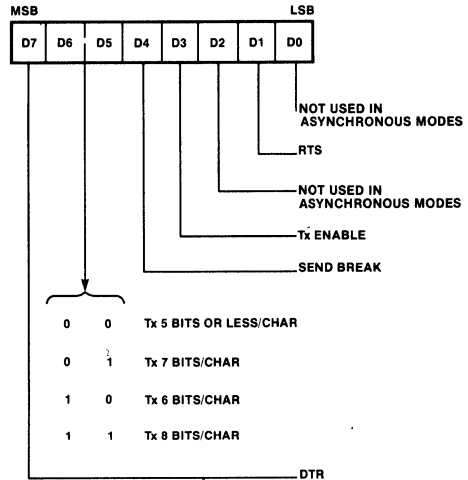 MSB LSB
D7 D6 D5 D4 D3 D2 D1 D0
NOT USED IN
ASYNCHRONOUS MODES
RTS
NOT USED IN
ASYNCHRONOUS MODES
Tx ENABLE
SEND BREAK
0 0 Tx 5 BITS OR LESS/CHAR
0 1 Tx 7 BITS/CHAR
1 0 Tx 6 BITS/CHAR
1 1 Tx 8 BITS/CHAR
DTR